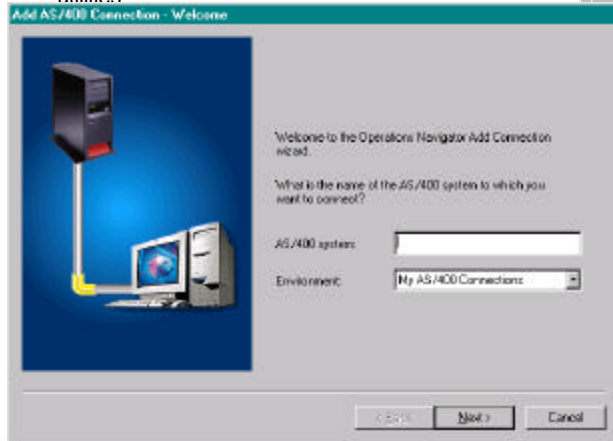 Add AS/400 Connection - Welcome
Welcome to the Operations Navigator Add Connection
wizard.
What is the name of the AS/400 system to which you
want to connect?
AS/400 system:
Environment:
My AS/400 Connections
< Back
Next >
Cancel